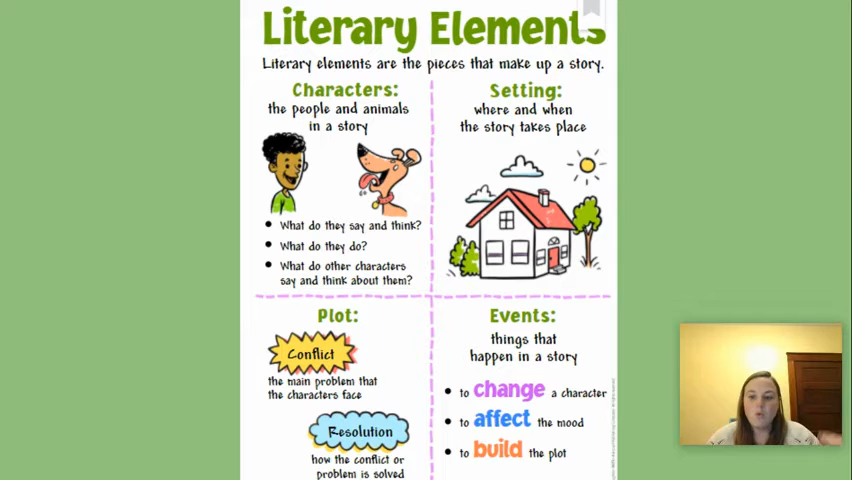 Literary Elements
Literary elements are the pieces that make up a story.
Characters:
the people and animals
in a story
• What do they say and think?
• What do they do?
• What do other characters
say and think about them?
Setting:
where and when
the story takes place
Plot:
Conflict
the main problem that
the characters face
Resolution
how the conflict or
problem is solved
Events:
things that
happen in a story
• to change a character
• to affect the mood
• to build the plot